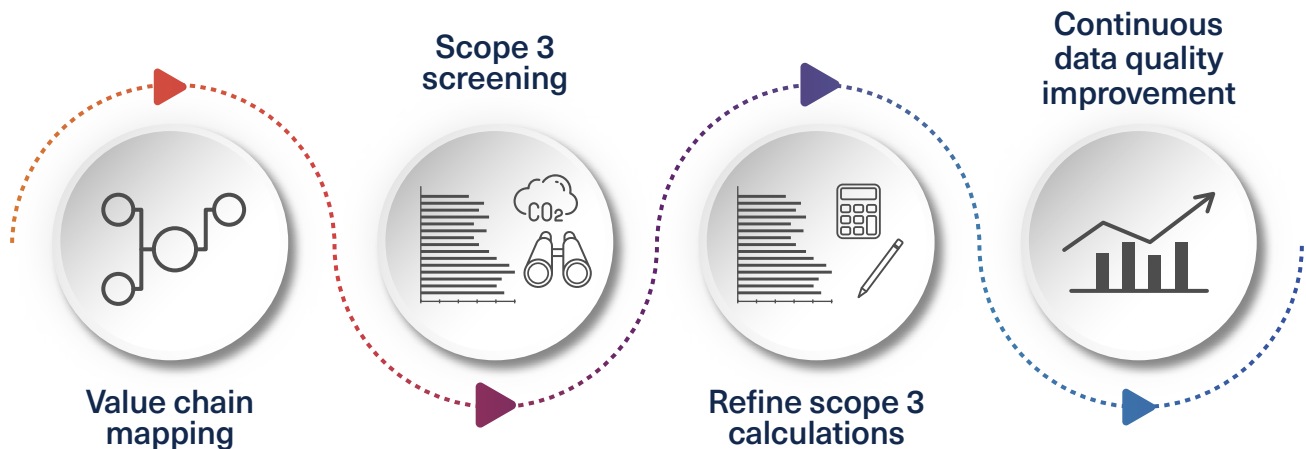 Value chain
mapping
Scope 3
screening
CO₂
Refine scope 3
calculations
Continuous
data quality
improvement